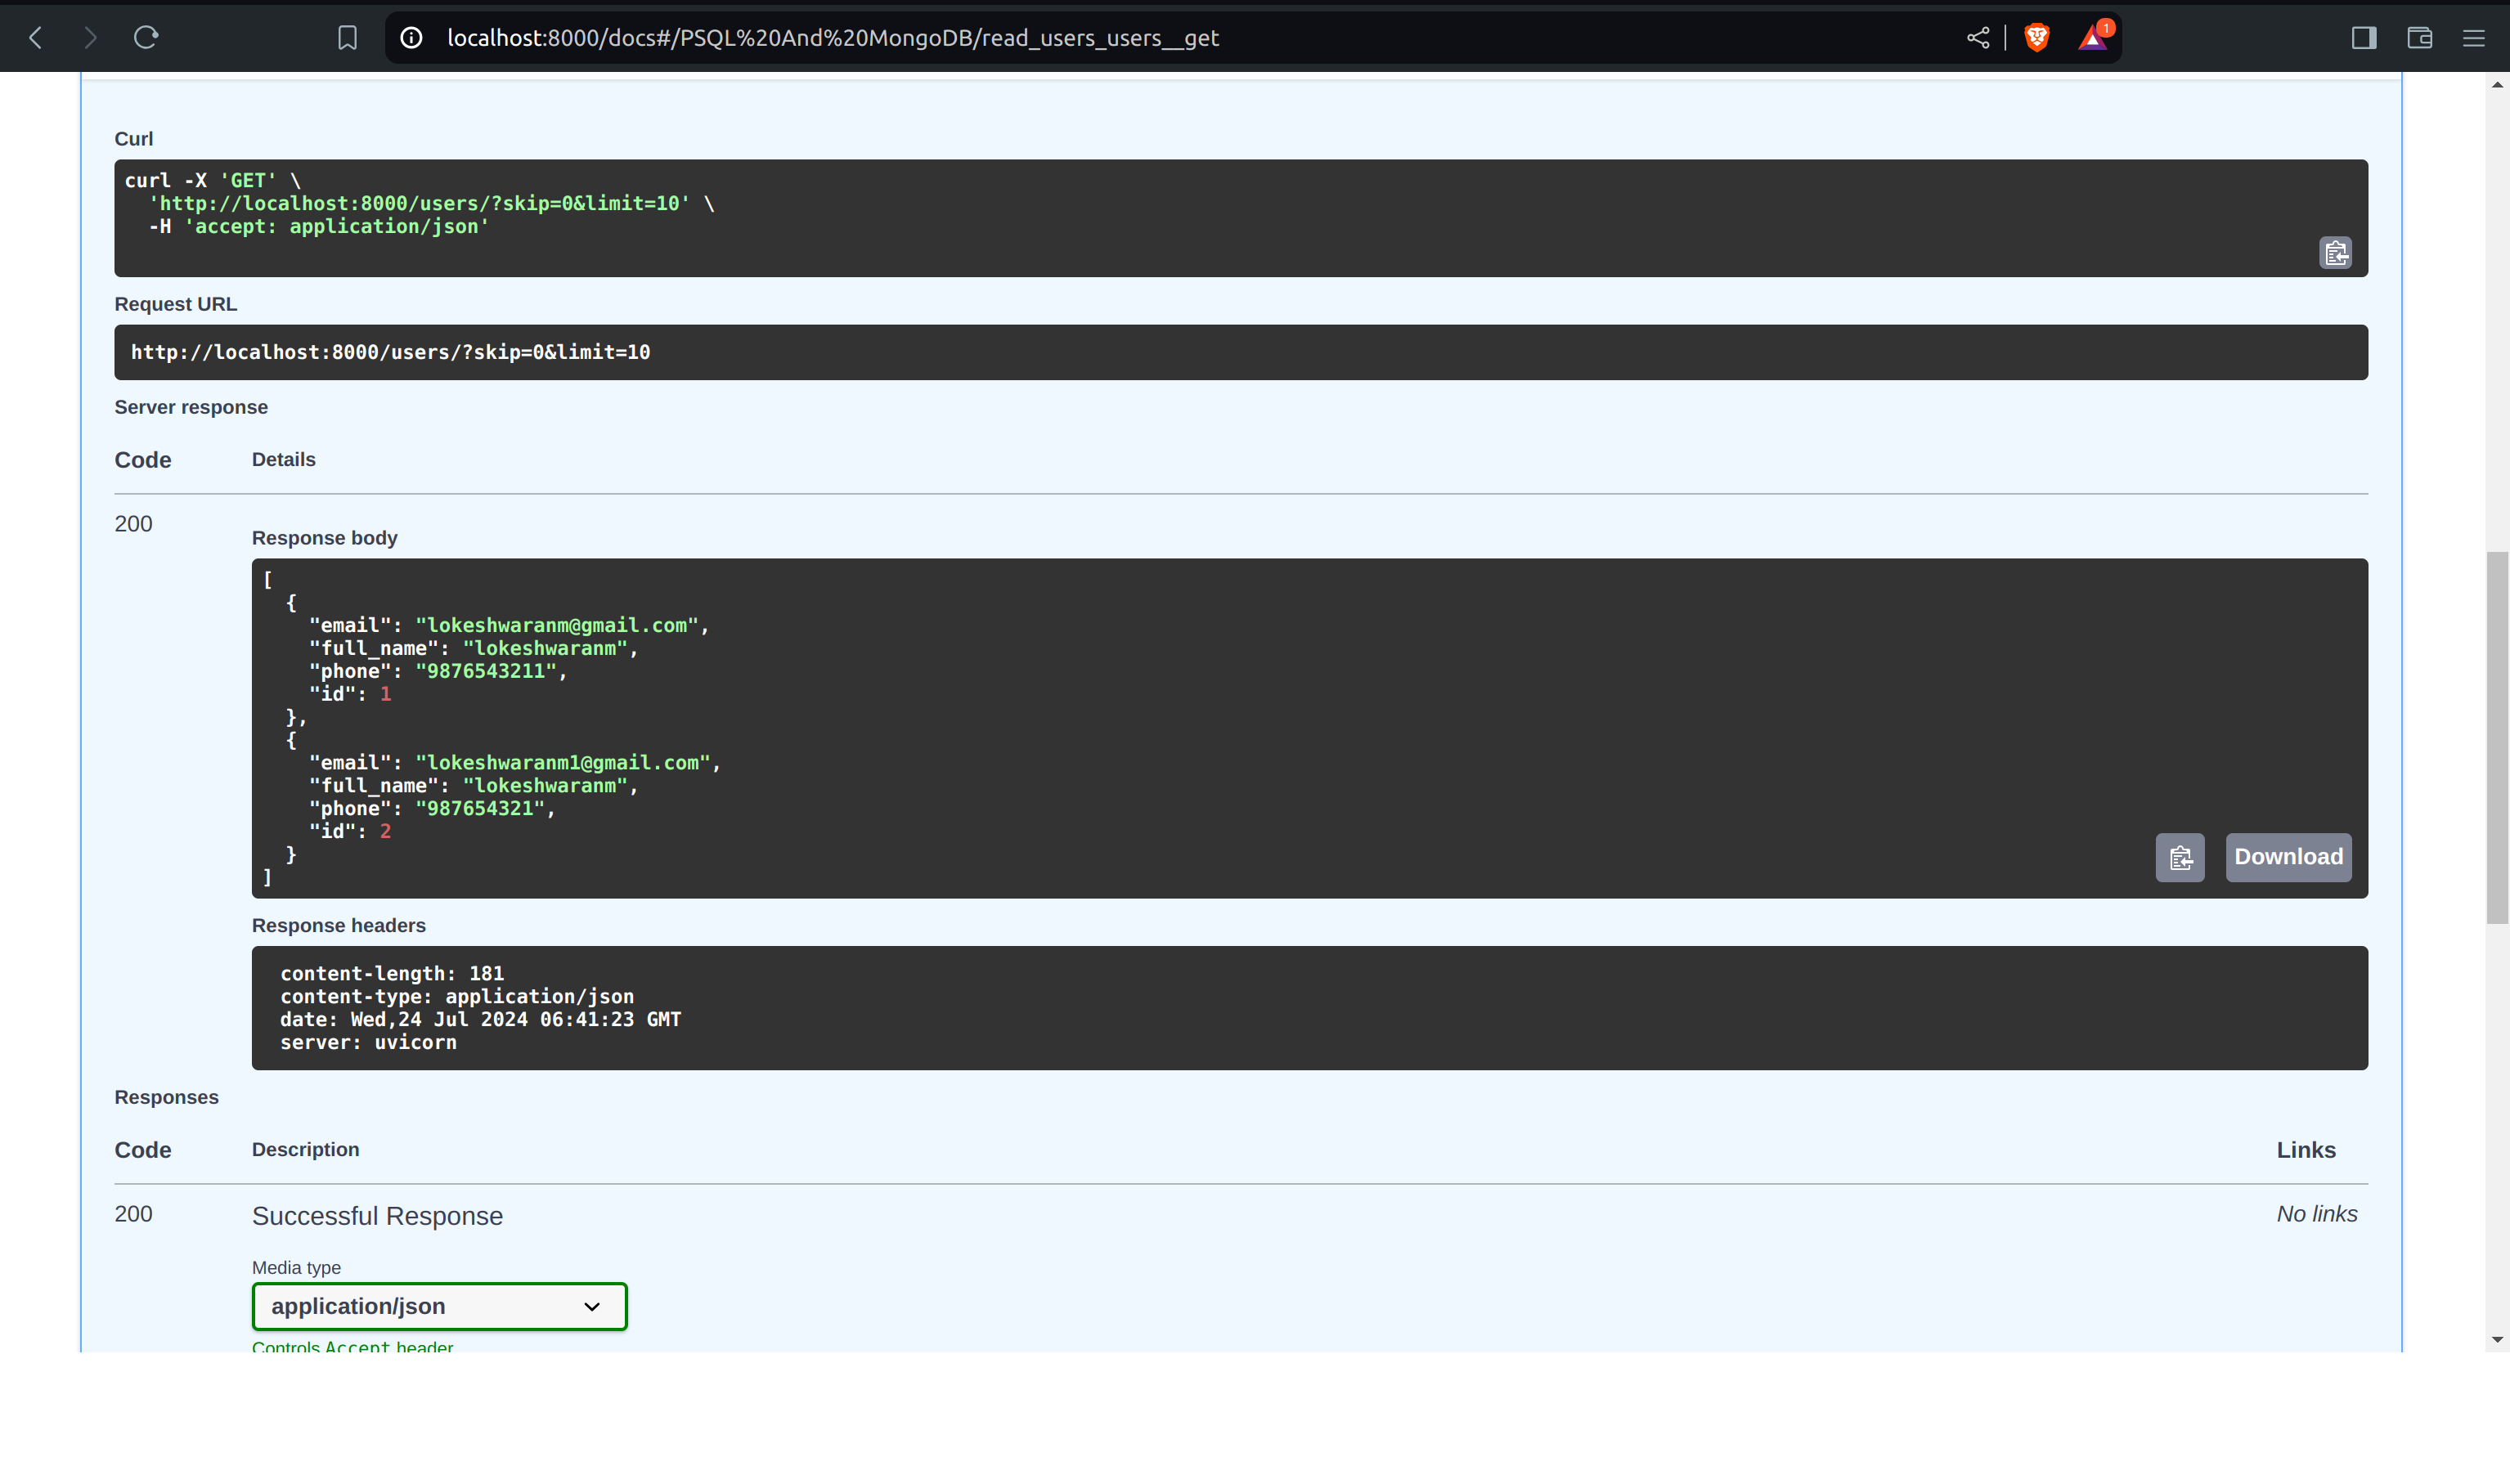 localhost:8000/docs#/PSQL%20And%20MongoDB/read_users_users__get
1
Curl
curl -X 'GET' \
  'http://localhost:8000/users/?skip=0&limit=10' \
  -H 'accept: application/json'
Request URL
http://localhost:8000/users/?skip=0&limit=10
Server response
Code Details
200
Response body
[
  {
    "email": "lokeshwaranm@gmail.com",
    "full_name": "lokeshwaranm",
    "phone": "9876543211",
    "id": 1
  },
  {
    "email": "lokeshwaranm1@gmail.com",
    "full_name": "lokeshwaranm",
    "phone": "987654321",
    "id": 2
  }
]
Download
Response headers
content-length: 181
content-type: application/json
date: Wed,24 Jul 2024 06:41:23 GMT
server: uvicorn
Responses
Code Description Links
200 Successful Response No links
Media type
application/json
Controls Accept header